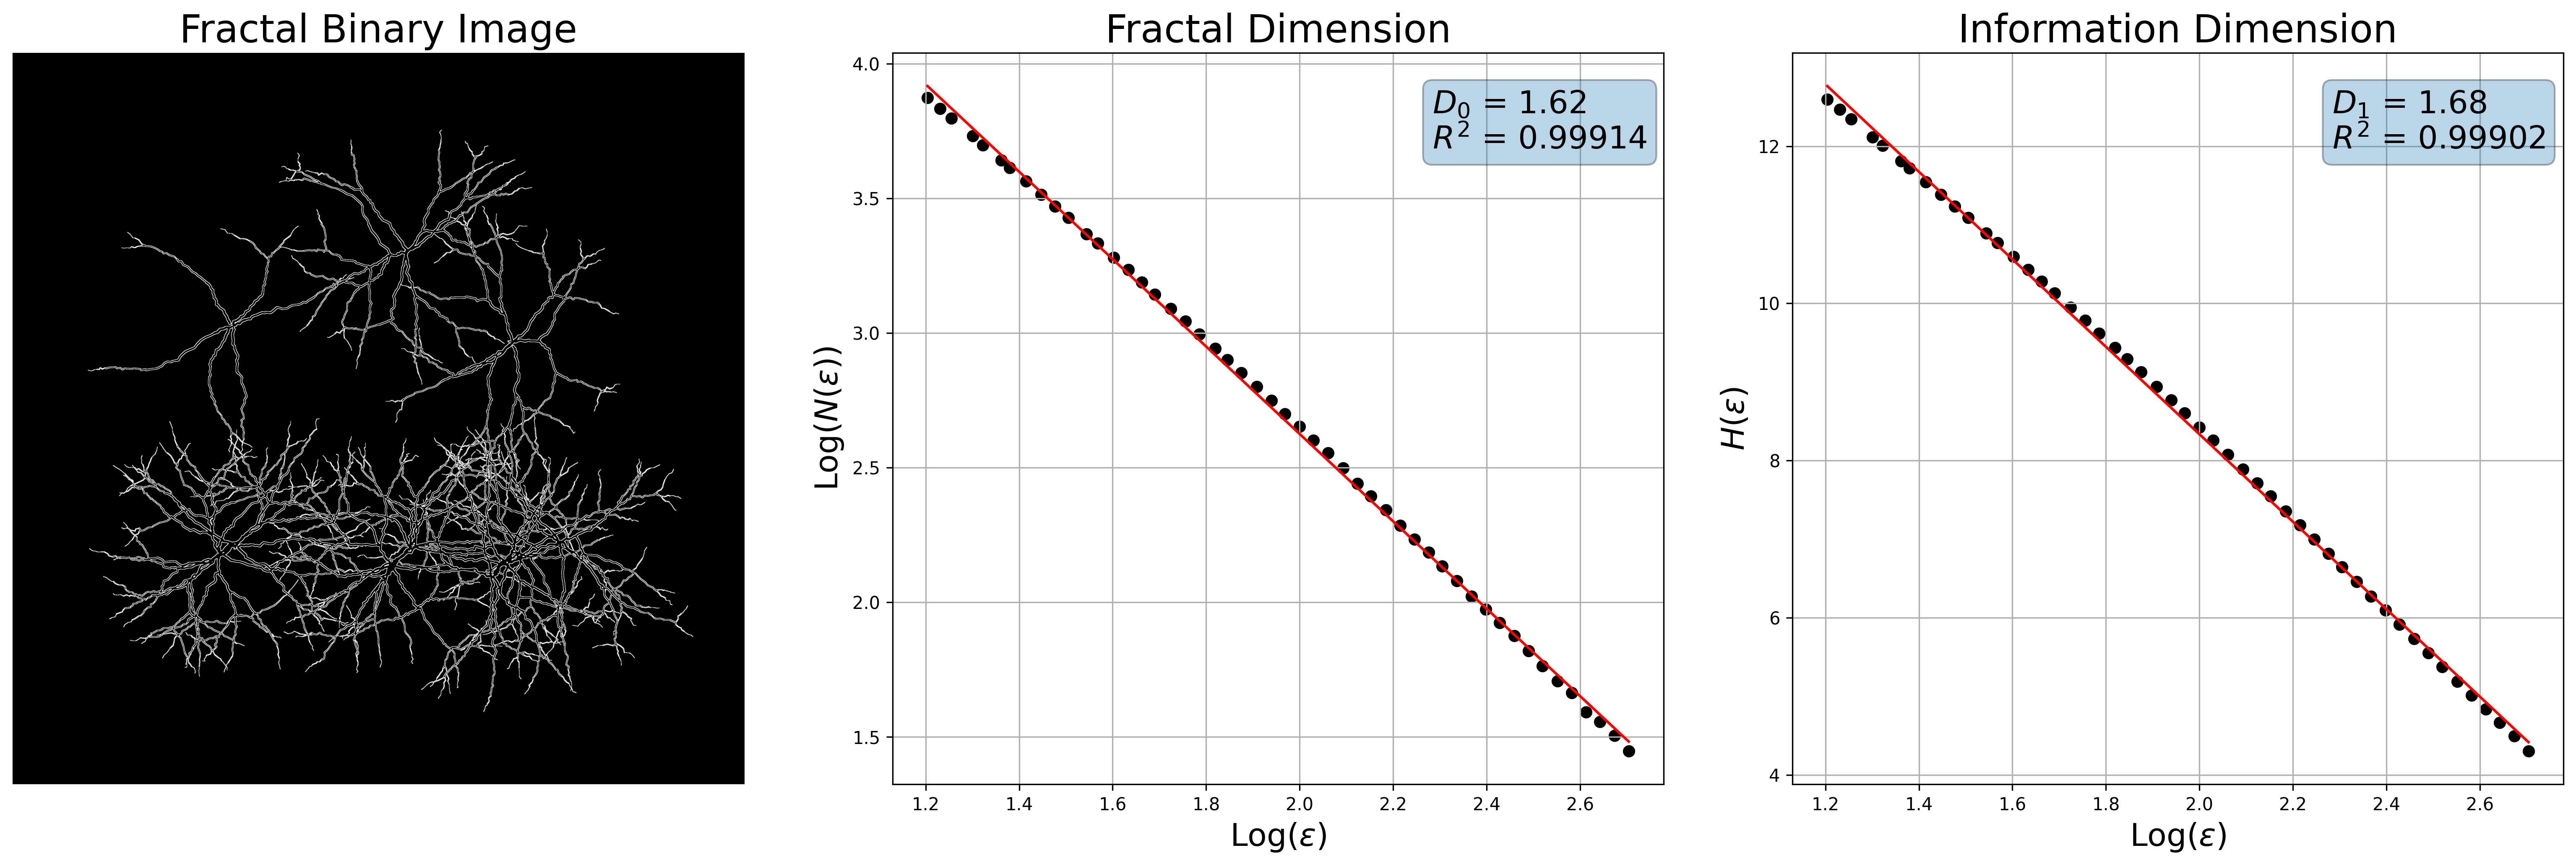 Fractal Binary Image
Fractal Dimension
4.0
3.5
3.0
2.5
2.0
1.5
Log(N(ε))
D₀ = 1.62
R² = 0.99914
1.2 1.4 1.6 1.8 2.0 2.2 2.4 2.6
Log(ε)
Information Dimension
12
10
8
6
4
H(ε)
D₁ = 1.68
R² = 0.99902
1.2 1.4 1.6 1.8 2.0 2.2 2.4 2.6
Log(ε)